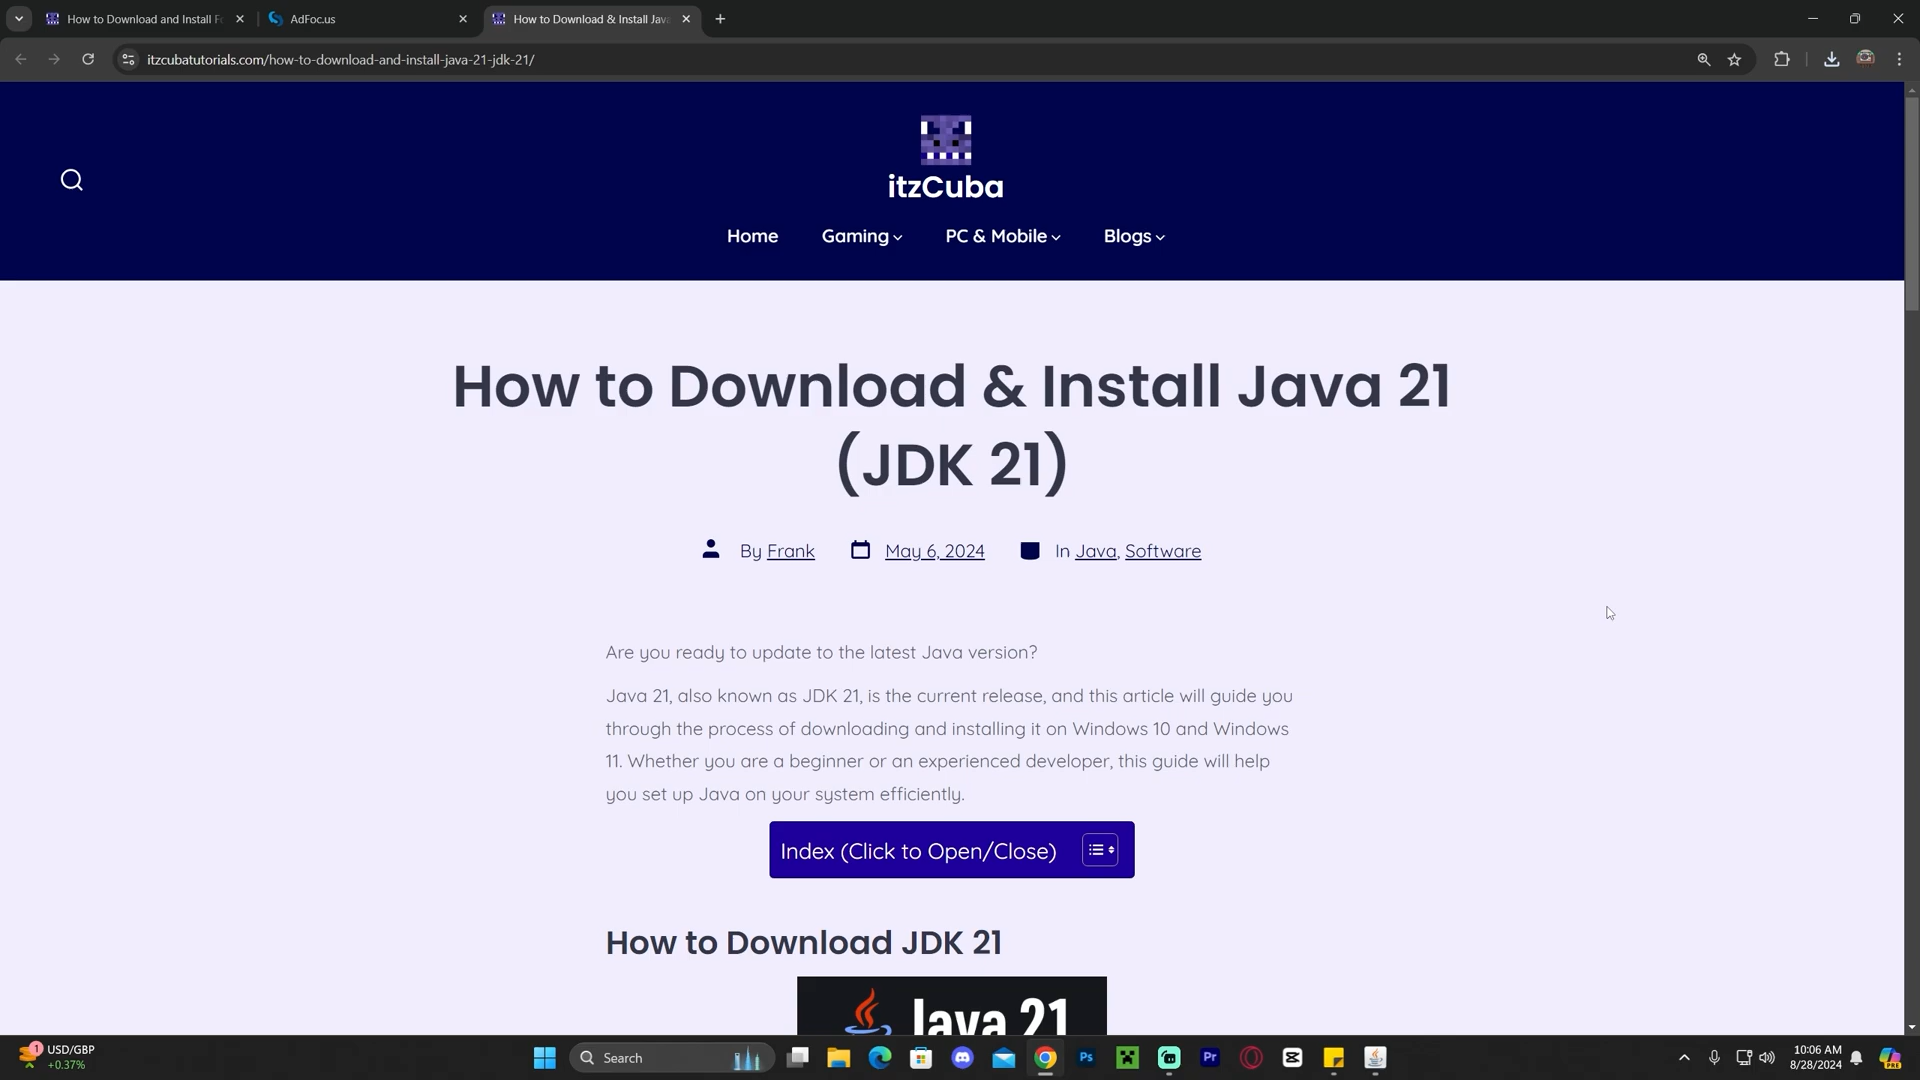 How to Download and Install Fo
AdFoc.us
How to Download & Install Java
itzcubatutorials.com/how-to-download-and-install-java-21-jdk-21/
itzCuba
Home
Gaming
PC & Mobile
Blogs
How to Download & Install Java 21
(JDK 21)
By Frank
May 6, 2024
In Java, Software
Are you ready to update to the latest Java version?
Java 21, also known as JDK 21, is the current release, and this article will guide you
through the process of downloading and installing it on Windows 10 and Windows
11. Whether you are a beginner or an experienced developer, this guide will help
you set up Java on your system efficiently.
Index (Click to Open/Close)
How to Download JDK 21
Java 21
1
USD/GBP
+0.37%
Search
Ps
Pr
10:06 AM
8/28/2024
PRE